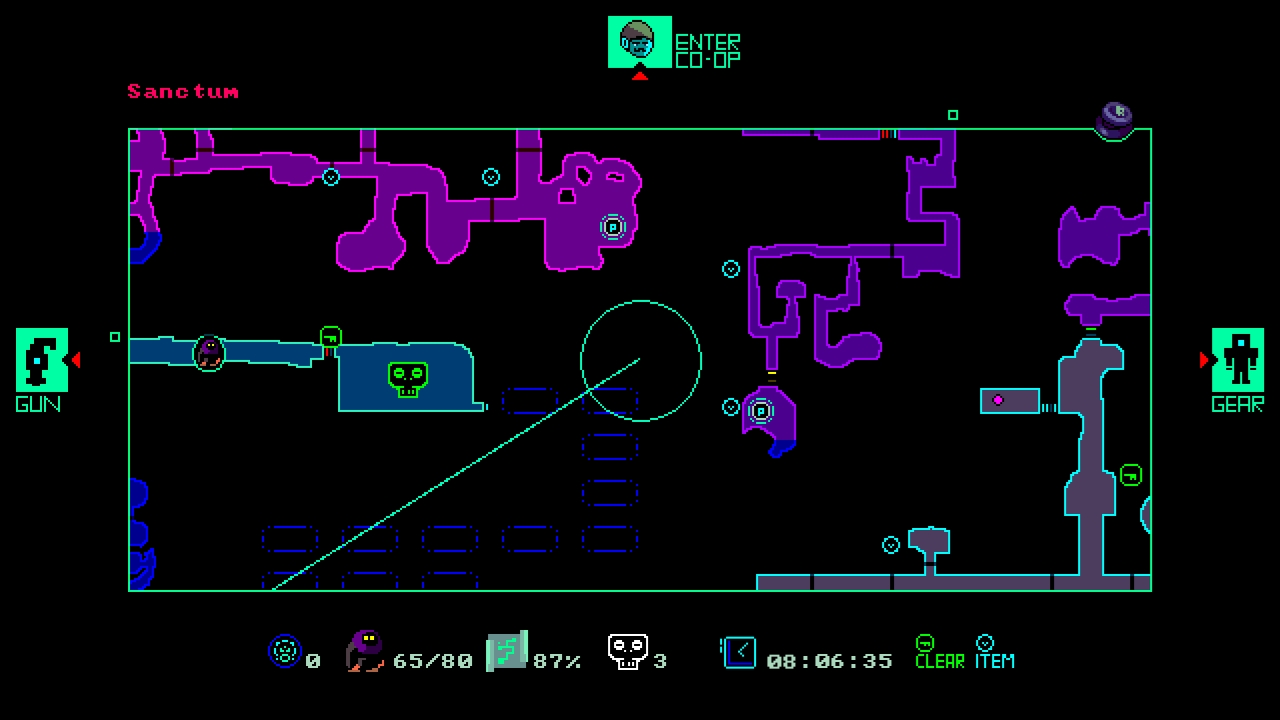 ENTER
CO-OP
Sanctum
P
P
GUN
GEAR
0
65/80
87%
3
08:06:35
CLEAR
ITEM